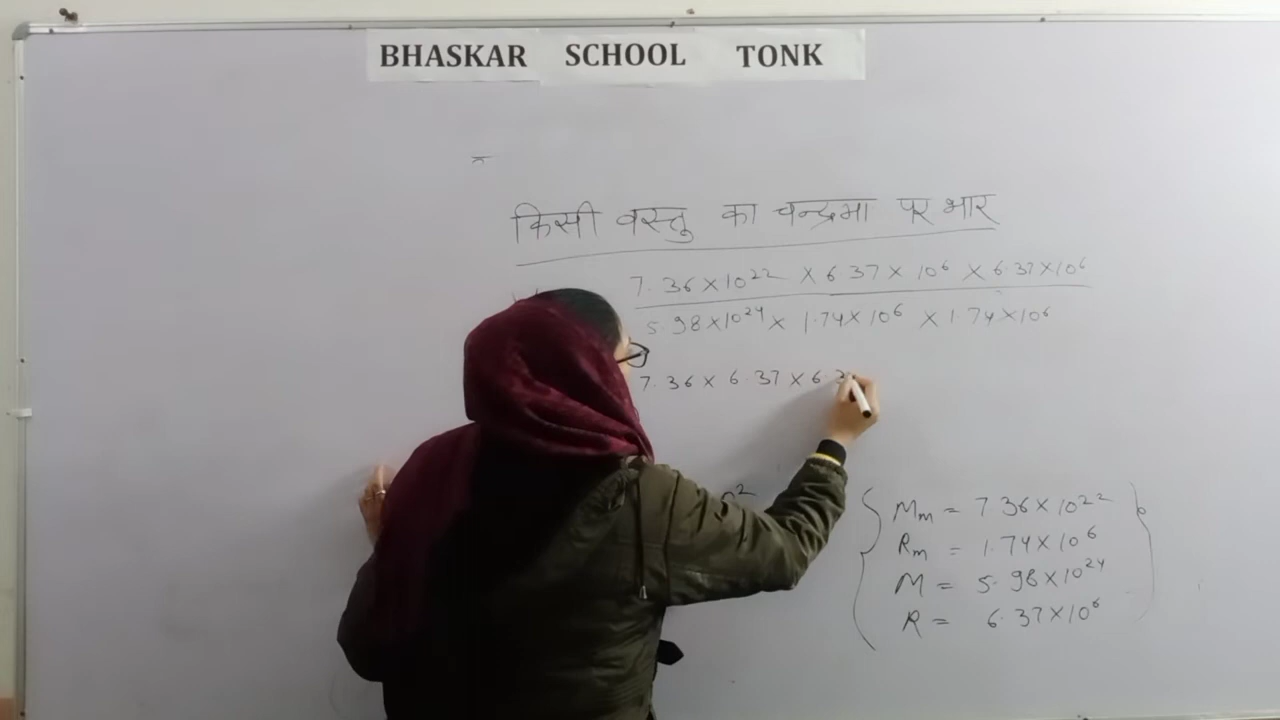 BHASKAR SCHOOL TONK
किसी वस्तु का चन्द्रमा पर भार
7.36×10²² × 6.37×10⁶ × 6.37×10⁶
5.98×10²⁴ × 1.74×10⁶ × 1.74×10⁶
7.36 × 6.37 × 6.3
Mm = 7.36×10²²
Rm = 1.74×10⁶
M = 5.98×10²⁴
R = 6.37×10⁶